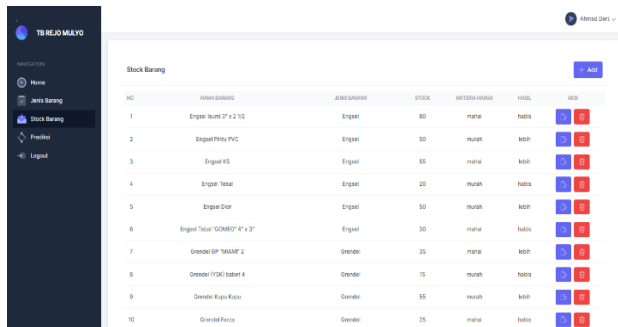 TB REJO MULYO
Ahmad Deni
NAVIGATION
Home
Jenis Barang
Stock Barang
Prediksi
Logout
Stock Barang
+ Add
NO NAMA BARANG JENIS BARANG STOCK KRITERIA HARGA HASIL AKSI
1 Engsel Isumi 3" x 2 1/2 Engsel 80 mahal habis
2 Engsel Pintu PVC Engsel 50 murah lebih
3 Engsel KS Engsel 55 mahal lebih
4 Engsel Tebal Engsel 20 murah habis
5 Engsel Dior Engsel 50 murah lebih
6 Engsel Tebal "GOMEO" 4" x 3" Engsel 30 mahal habis
7 Grendel GP "MIAMI" 2 Grendel 35 mahal lebih
8 Grendel (YSK) babet 4 Grendel 15 murah habis
9 Grendel Kupu Kupu Grendel 55 murah lebih
10 Grendel Forza Grendel 25 mahal habis